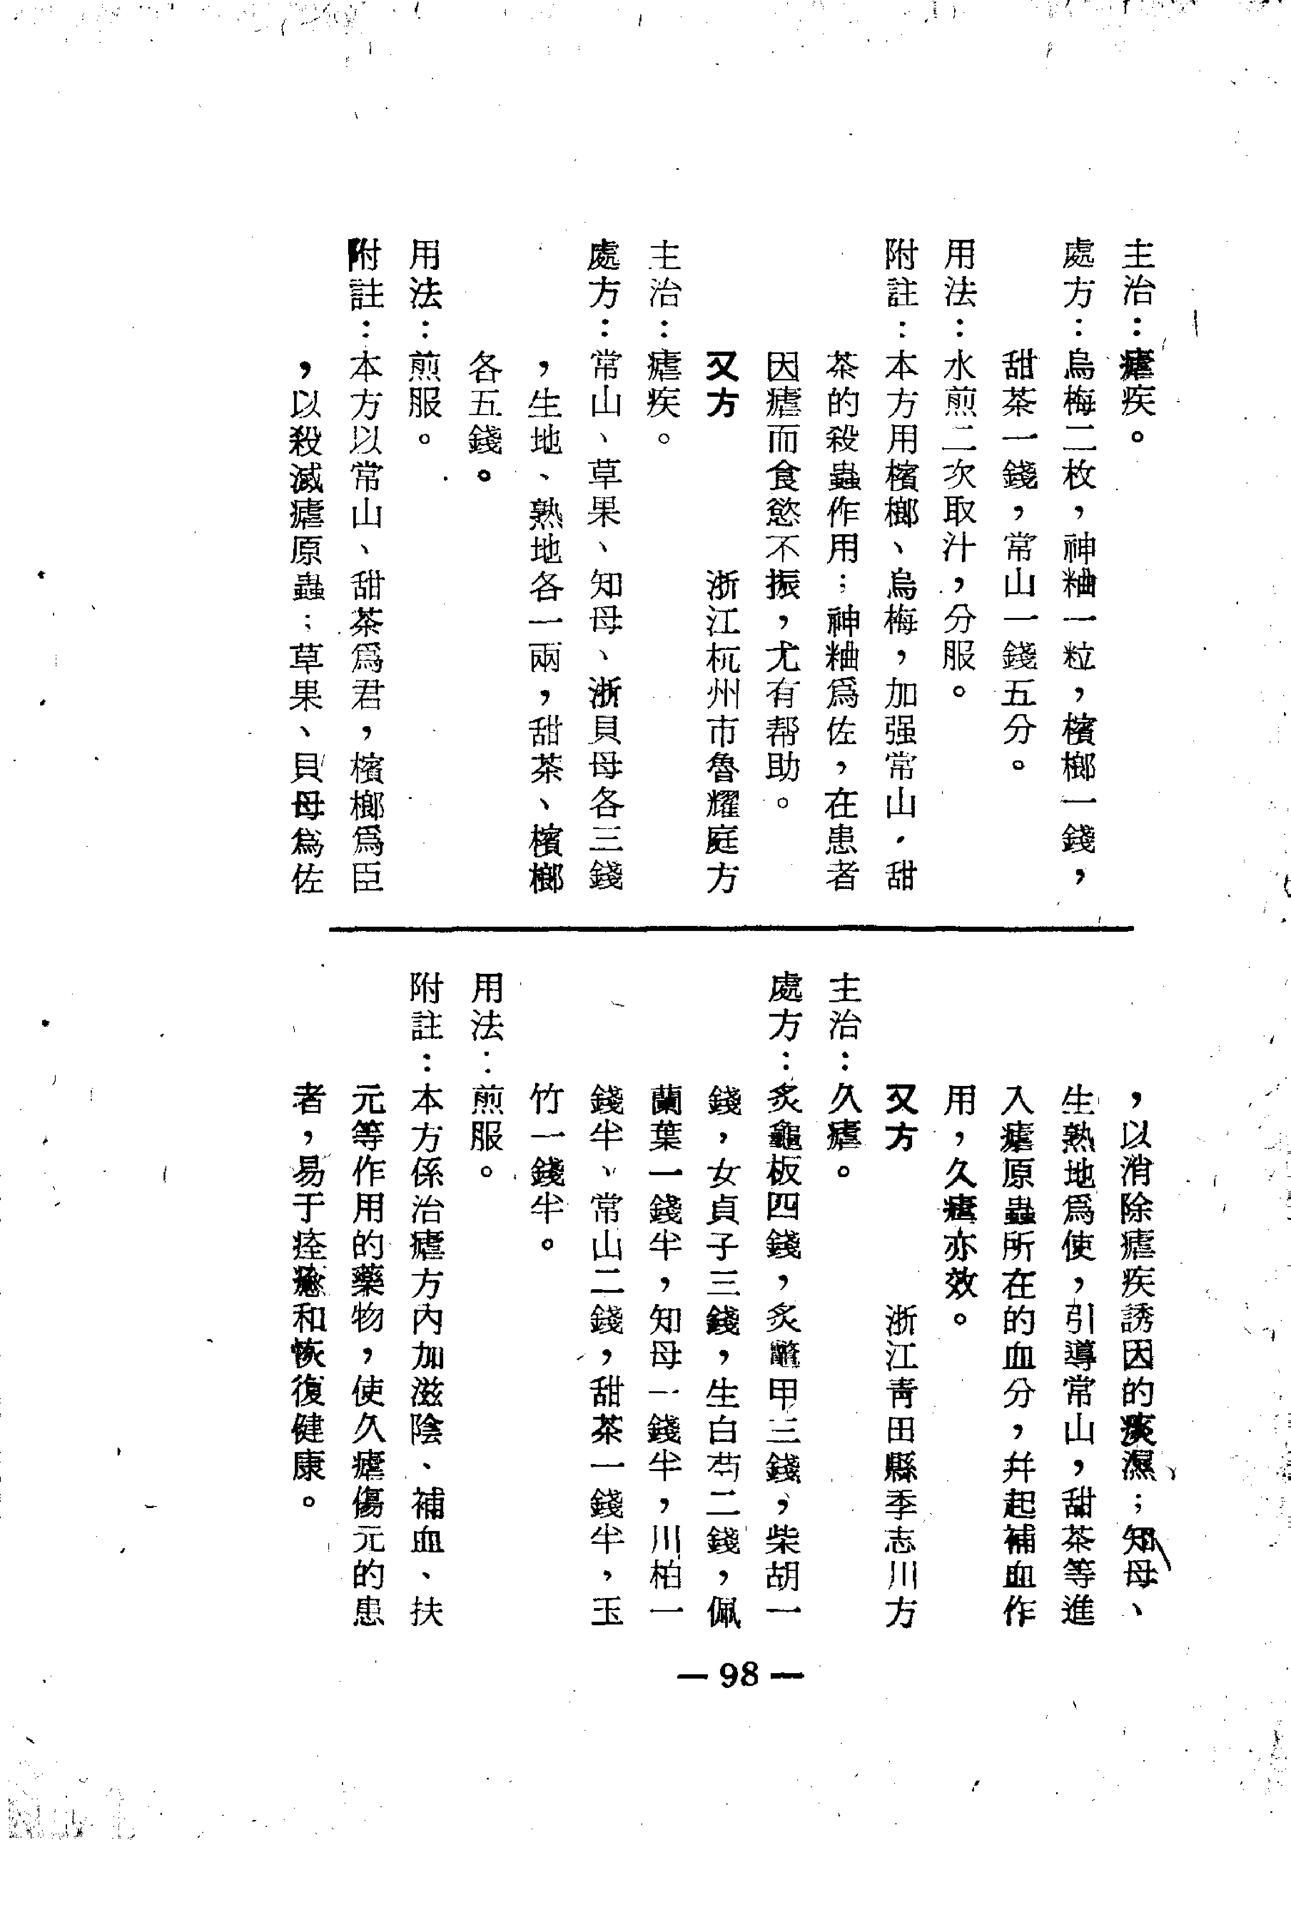 主治：瘧疾。
處方：烏梅二枚，神粬一粒，檳榔一錢，
甜茶一錢，常山一錢五分。
用法：水煎二次取汁，分服。
附註：本方用檳榔、烏梅，加强常山．甜
茶的殺蟲作用；神粬爲佐，在患者
因瘧而食慾不振，尤有帮助。
又方　浙江杭州市魯耀庭方
主治：瘧疾。
處方：常山、草果、知母、浙貝母各三錢
，生地、熟地各一兩，甜茶、檳榔
各五錢。
用法：煎服。
附註：本方以常山、甜茶爲君，檳榔爲臣
，以殺滅瘧原蟲；草果、貝母爲佐
，以消除瘧疾誘因的痰濕；知母、
生熟地爲使，引導常山，甜茶等進
入瘧原蟲所在的血分，幷起補血作
用，久瘧亦效。
又方　浙江青田縣季志川方
主治：久瘧。
處方：炙龜板四錢，炙鼈甲三錢，柴胡一
錢，女貞子三錢，生白芍二錢，佩
蘭葉一錢半，知母一錢半，川柏一
錢半、常山二錢，甜茶一錢半，玉
竹一錢半。
用法：煎服。
附註：本方係治瘧方內加滋陰、補血、扶
元等作用的藥物，使久瘧傷元的患
者，易于痊癒和恢復健康。
—98—